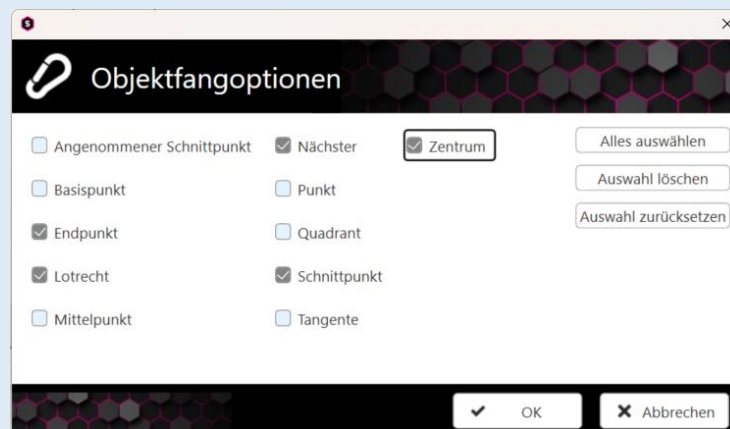 S
Objektfangoptionen
Angenommener Schnittpunkt
Basispunkt
Endpunkt
Lotrecht
Mittelpunkt
Nächster
Punkt
Quadrant
Schnittpunkt
Tangente
Zentrum
Alles auswählen
Auswahl löschen
Auswahl zurücksetzen
OK
Abbrechen